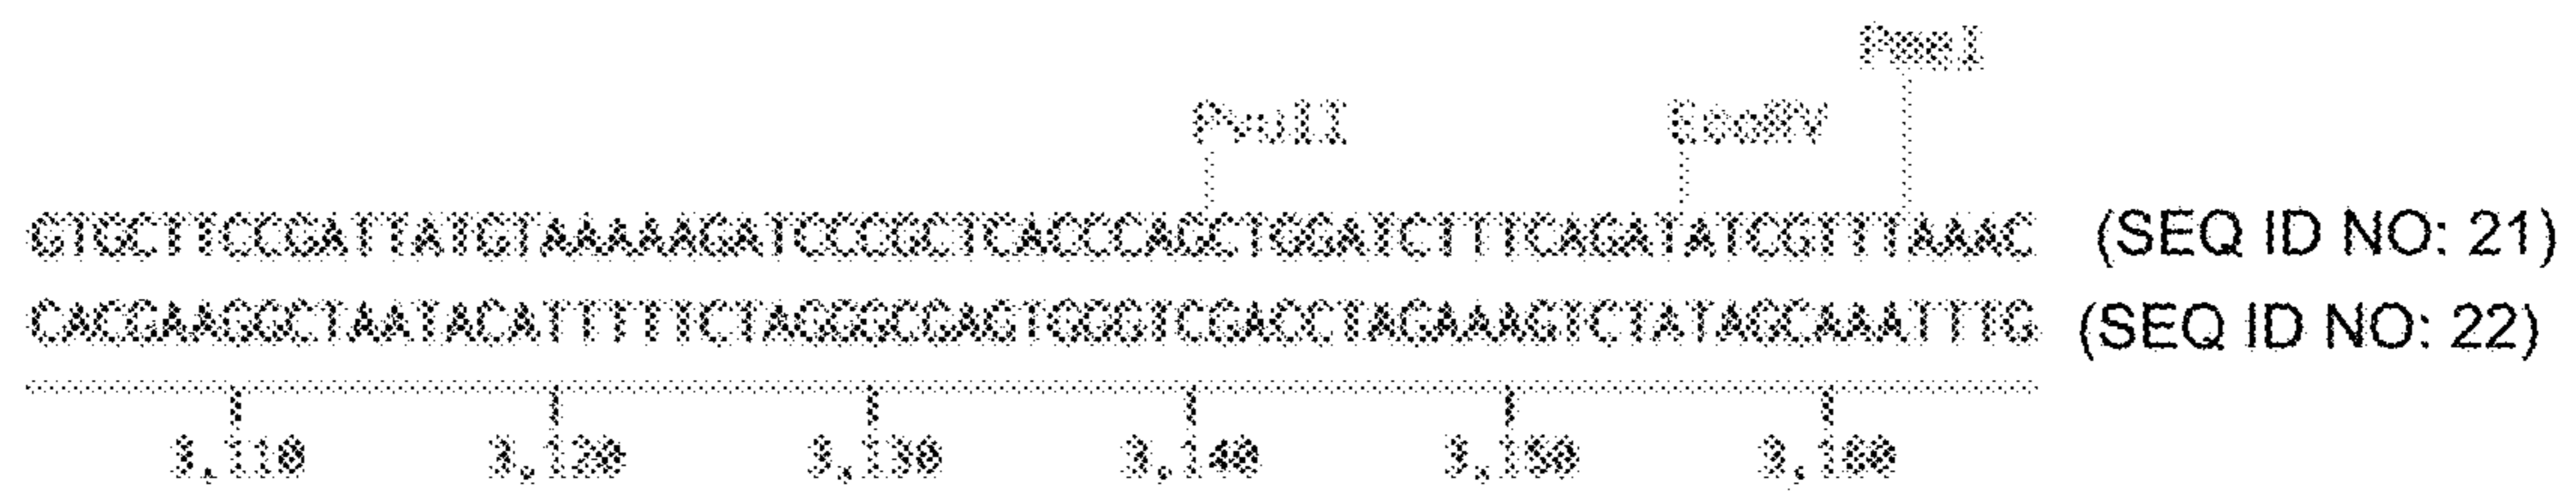 PmeI
PvuII EcoRV
GTGCTTCCGATTATGTAAAAAGATCCCGCTCACCCAGCTGGATCTTTCAGATATCGTTTAAAC (SEQ ID NO: 21)
CACGAAGGCTAATACATTTTTCTAGGGCGAGTGGGTCGACCTAGAAAGTCTATAGCAAATTTG (SEQ ID NO: 22)
3,110 3,120 3,130 3,140 3,150 3,160